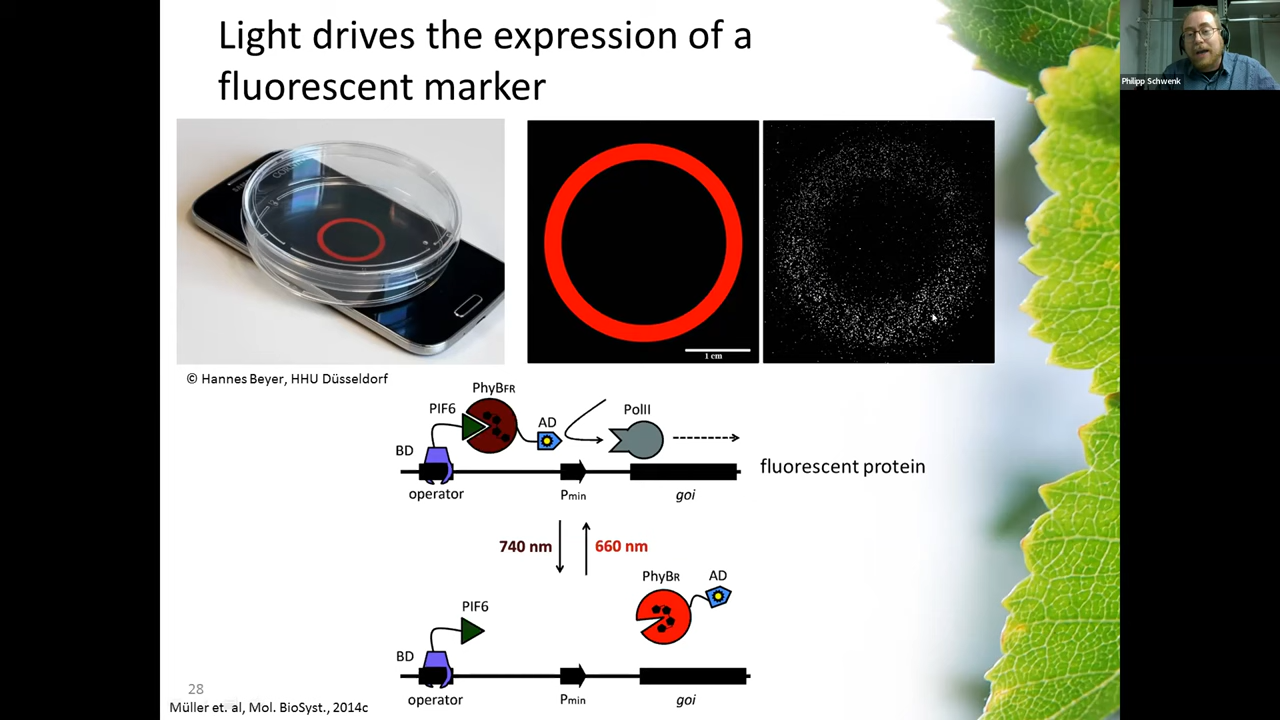 Light drives the expression of a
fluorescent marker
Philipp Schwenk
1 cm
© Hannes Beyer, HHU Düsseldorf
PhyBFR
PIF6
AD
PolII
BD
fluorescent protein
operator
Pmin
goi
740 nm
660 nm
PhyBR
AD
PIF6
BD
operator
Pmin
goi
28
Müller et. al, Mol. BioSyst., 2014c